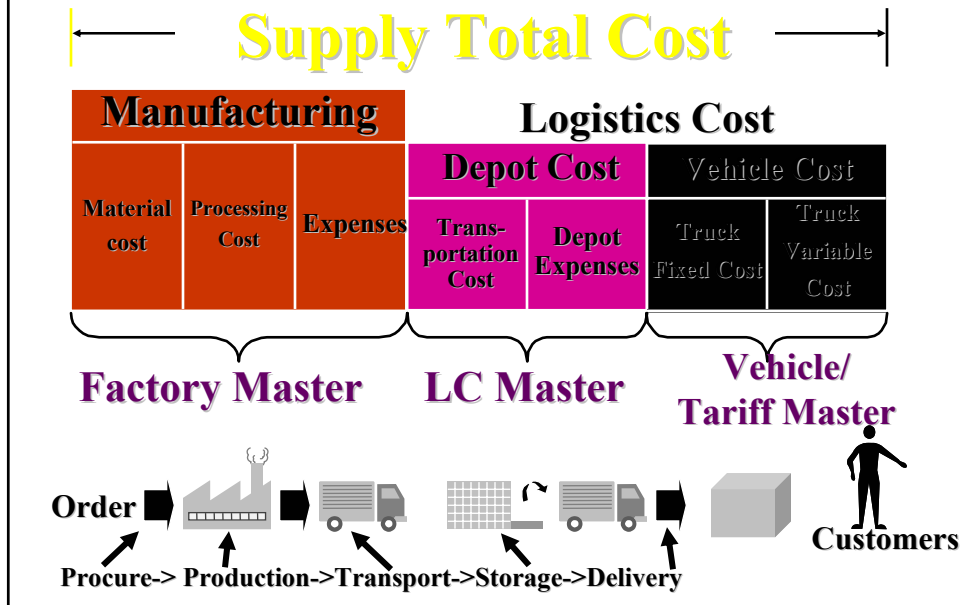 Supply Total Cost
Manufacturing
Logistics Cost
Depot Cost
Vehicle Cost
Material
cost
Processing
Cost
Expenses
Trans-
portation
Cost
Depot
Expenses
Truck
Fixed Cost
Truck
Variable
Cost
Factory Master
LC Master
Vehicle/
Tariff Master
Order
Customers
Procure-> Production->Transport->Storage->Delivery